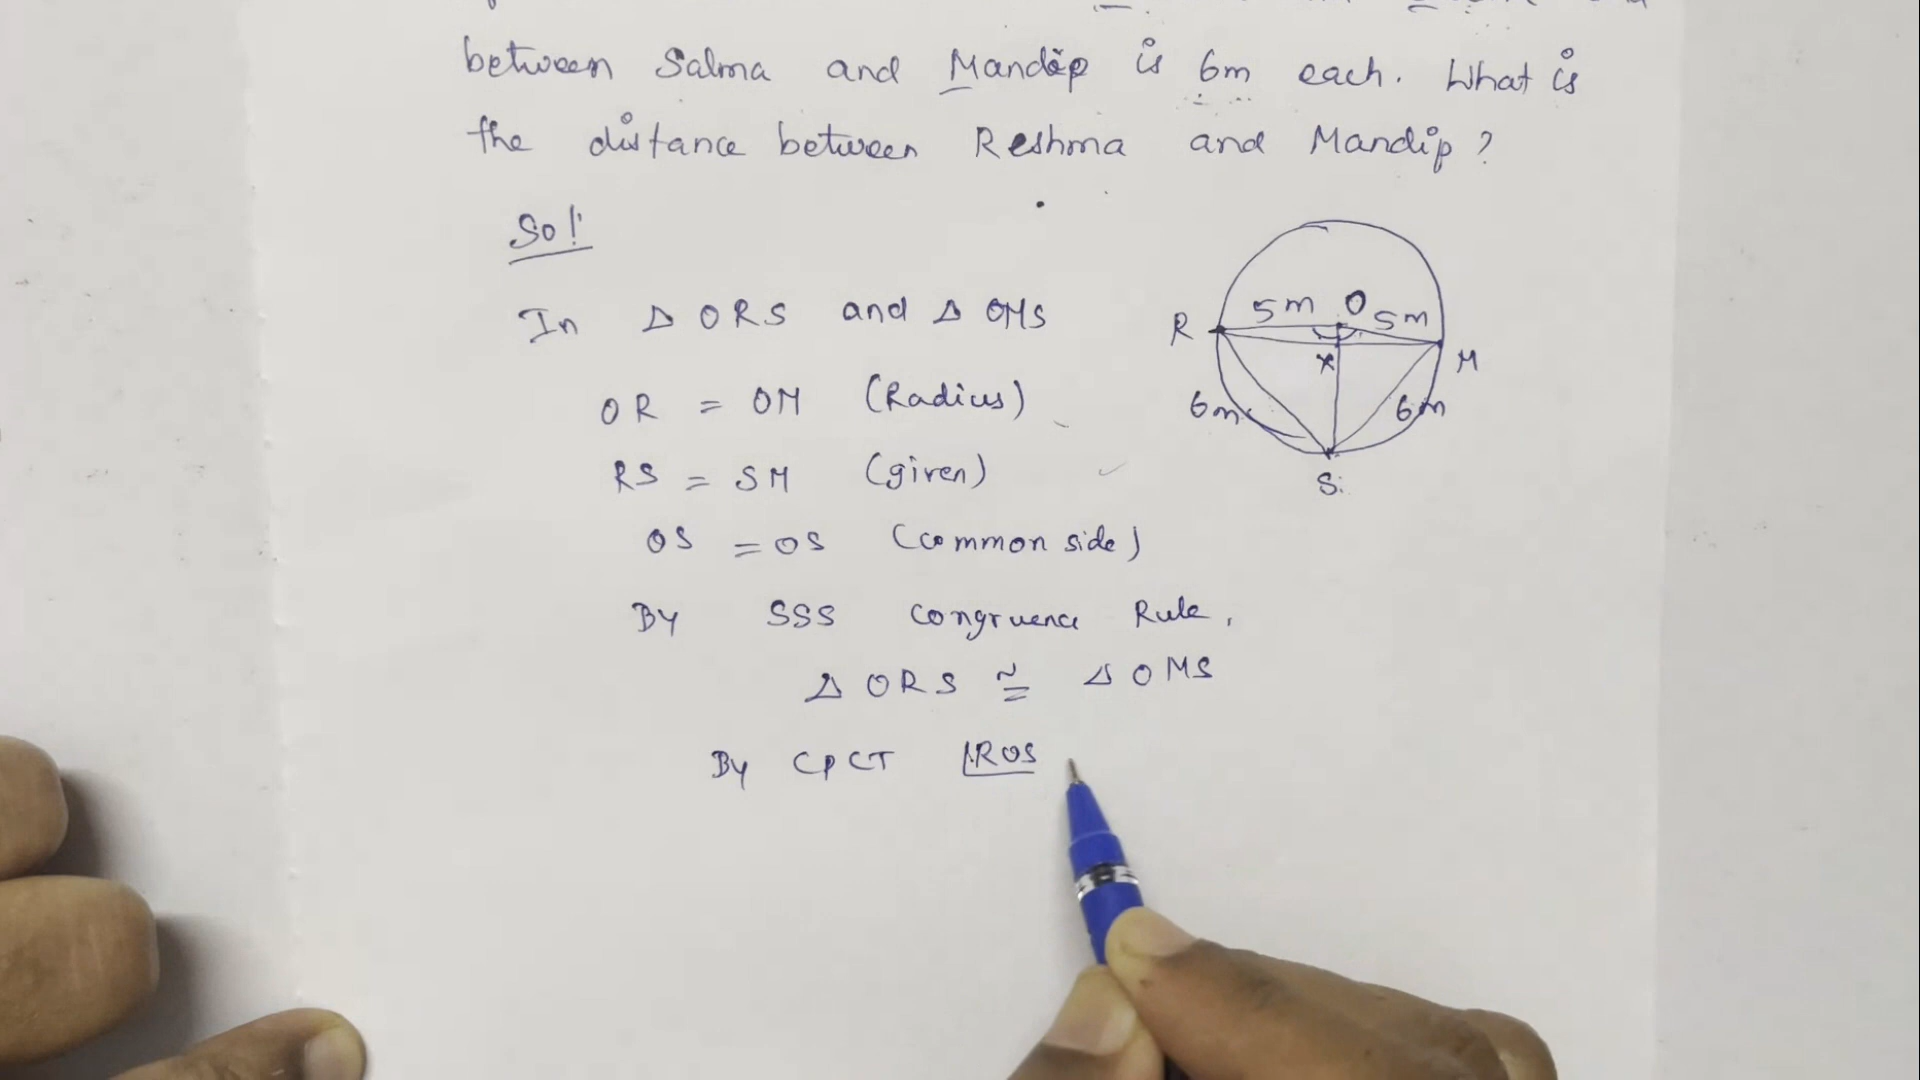 between Salma and Mandip is 6m each. What is
the distance between Reshma and Mandip?
Sol:
In Δ ORS and Δ OMS
OR = OM (Radius)
RS = SM (given)
OS = OS (common side)
By SSS Congruence Rule,
Δ ORS ≅ Δ OMS
By CPCT ∠ROS
R
5m
O
5m
M
X
6m
6m
S